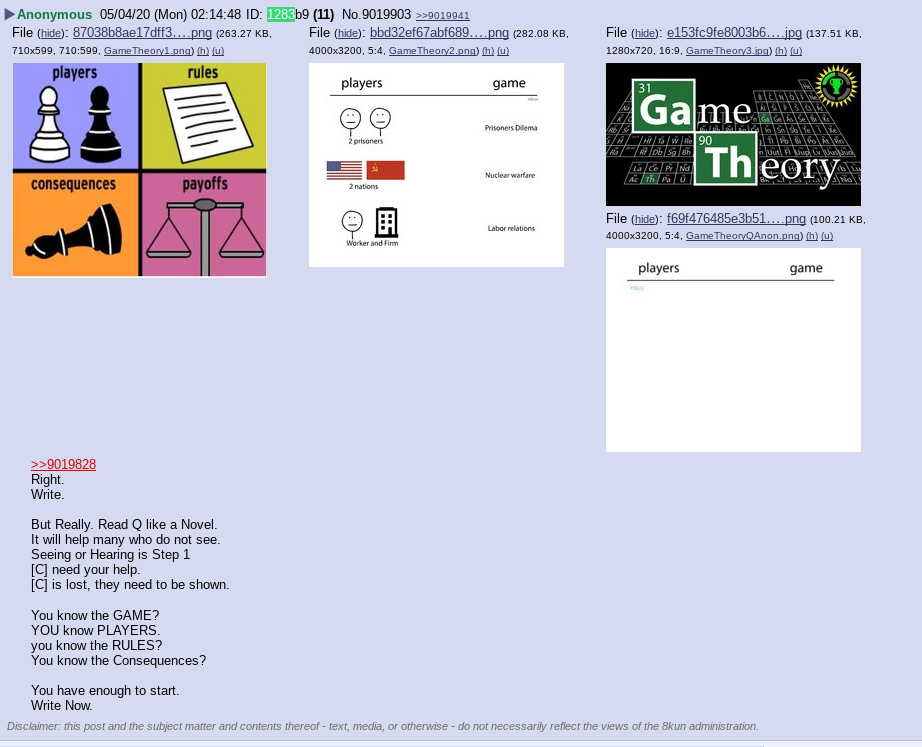 Anonymous 05/04/20 (Mon) 02:14:48 ID: 1283b9 (11) No.9019903 >>9019941
File (hide): 87038b8ae17dff3….png (263.27 KB, 710x599, 710:599, GameTheory1.png) (h) (u)
players
rules
consequences
payoffs
File (hide): bbd32ef67abf689….png (282.08 KB, 4000x3200, 5:4, GameTheory2.png) (h) (u)
players game
2 prisoners
Prisoners Dilema
2 nations
Nuclear warfare
Worker and Firm
Labor relations
File (hide): e153fc9fe8003b6….jpg (137.51 KB, 1280x720, 16:9, GameTheory3.jpg) (h) (u)
31
Game
90
Theory
File (hide): f69f476485e3b51….png (100.21 KB, 4000x3200, 5:4, GameTheoryQAnon.png) (h) (u)
players game
>>9019828
Right.
Write.
But Really. Read Q like a Novel.
It will help many who do not see.
Seeing or Hearing is Step 1
[C] need your help.
[C] is lost, they need to be shown.
You know the GAME?
YOU know PLAYERS.
you know the RULES?
You know the Consequences?
You have enough to start.
Write Now.
Disclaimer: this post and the subject matter and contents thereof - text, media, or otherwise - do not necessarily reflect the views of the 8kun administration.